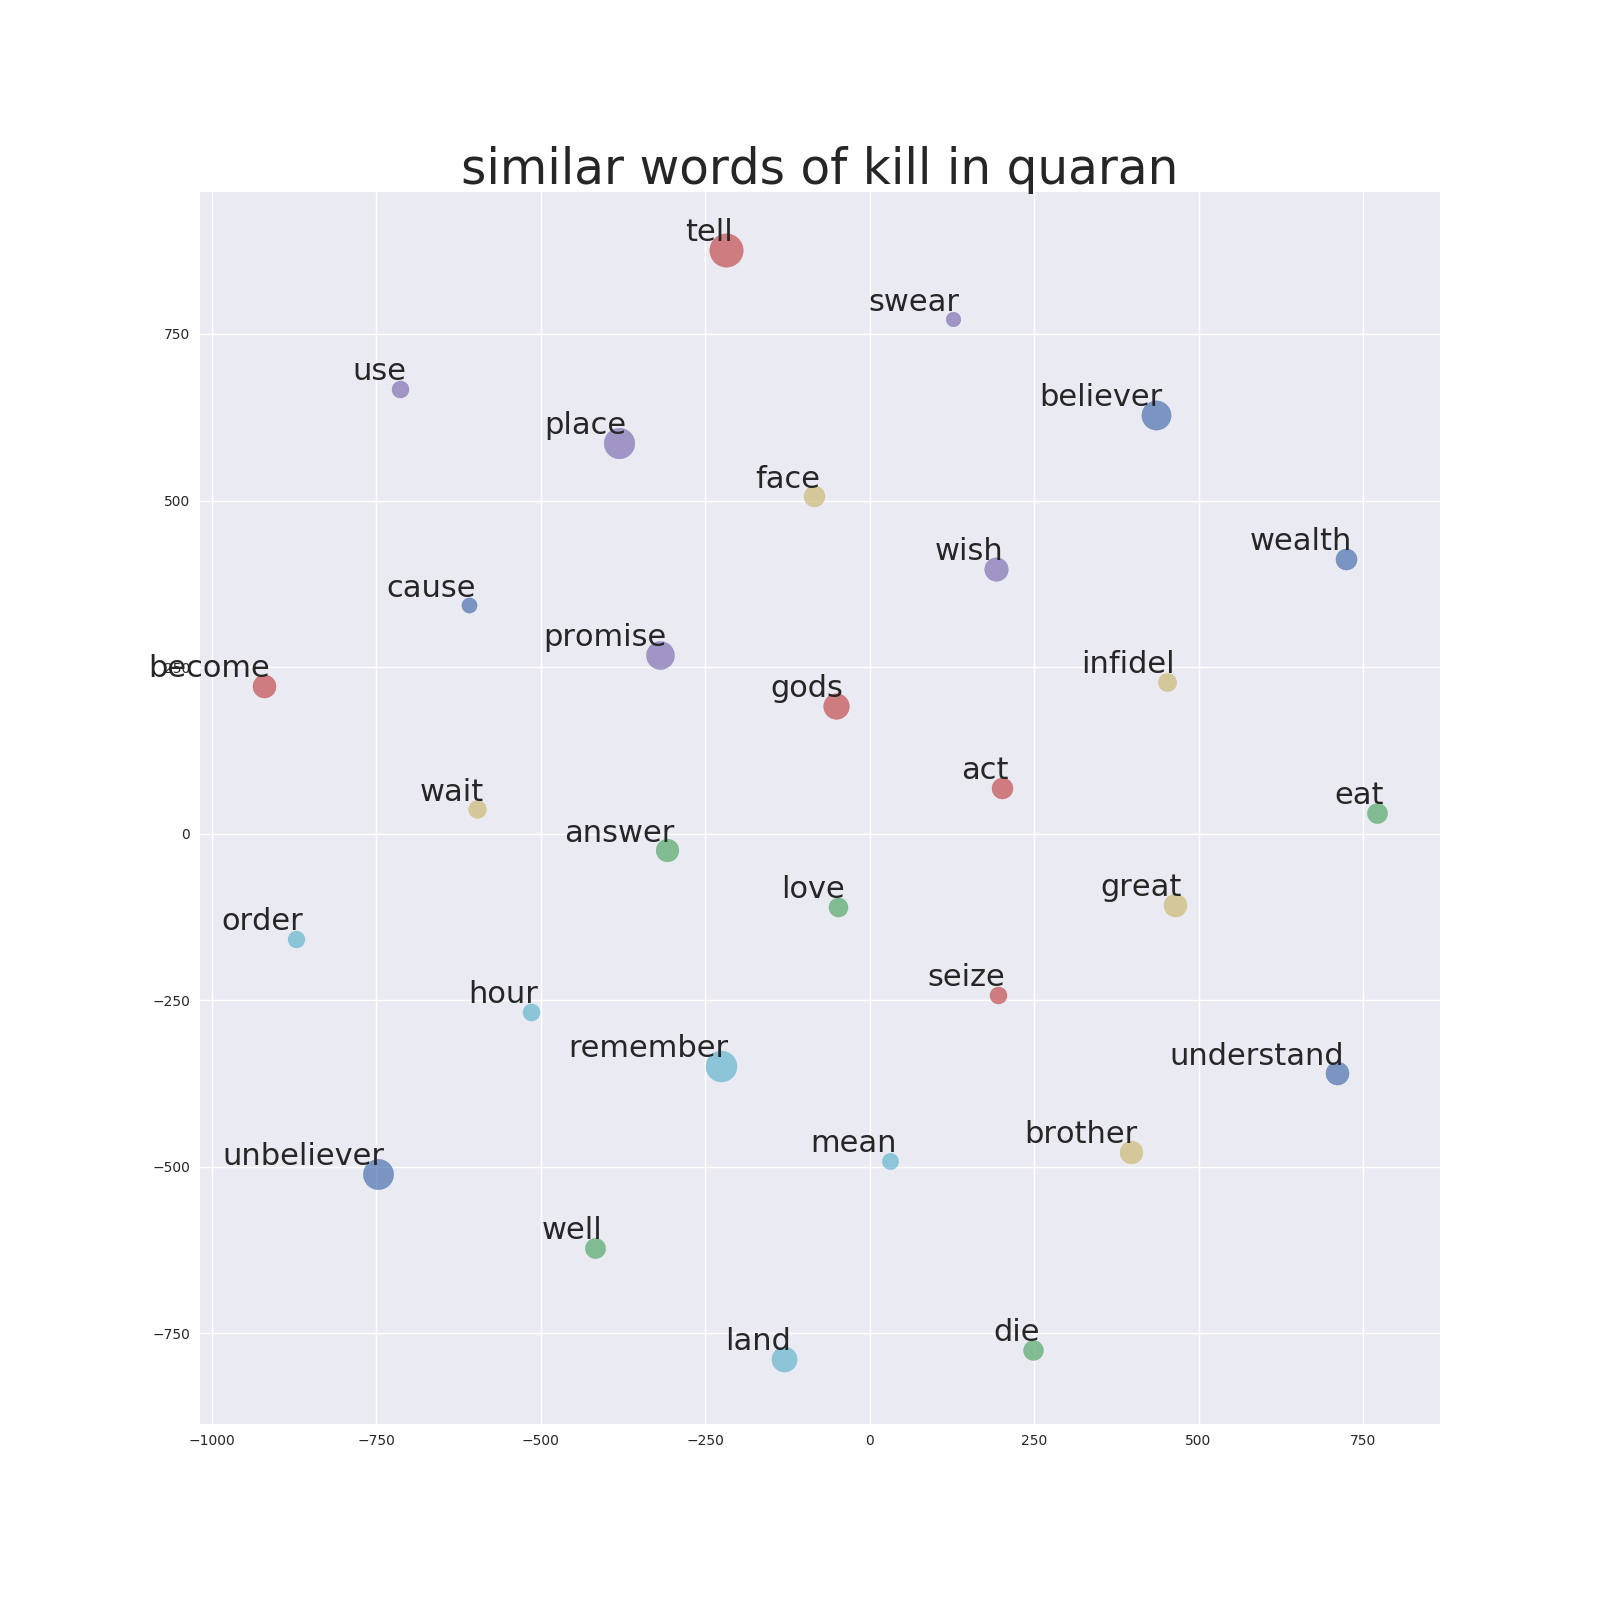 similar words of kill in quaran
tell
swear
750
use
believer
place
face
500
wealth
wish
cause
promise
infidel
become
250
gods
act
wait
eat
answer
0
love
great
order
seize
hour
−250
remember
understand
brother
mean
unbeliever
−500
well
die
−750
land
−1000 −750 −500 −250 0 250 500 750